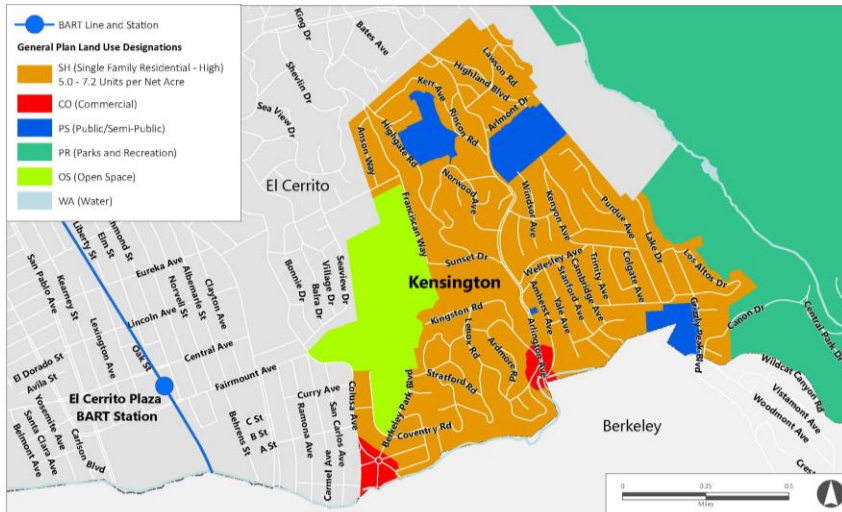 BART Line and Station
General Plan Land Use Designations
SH (Single Family Residential - High)
5.0 - 7.2 Units per Net Acre
CO (Commercial)
PS (Public/Semi-Public)
PR (Parks and Recreation)
OS (Open Space)
WA (Water)
King Dr
Bates Ave
Shevlin Dr
Sea View Dr
Lawson Rd
Highland Blvd
Kerr Ave
Rincon Rd
Arlmont Dr
Anson Way
Highgate Rd
El Cerrito
Norwood Ave
Franciscan Way
Windsor Ave
Kenyon Ave
Purdue Ave
Lake Dr
Los Altos Dr
Sunset Dr
Wellesley Ave
Trinity Ave
Colgate Ave
Cambridge Ave
Stanford Ave
Yale Ave
Amherst Ave
Arlington Ave
Kensington
Kingston Rd
Lenox Rd
Ardmore Rd
Stratford Rd
Coventry Rd
Berkeley Park Blvd
Colusa Ave
Grizzly Peak Blvd
Canon Dr
Central Park Dr
Wildcat Canyon Rd
Vistamont Ave
Woodmont Ave
Crest
Berkeley
Seaview Dr
Village Dr
Balra Dr
Bonnie Dr
Richmond St
Elm St
Liberty St
Eureka Ave
Clayton Ave
Albemarle St
Norvell St
San Pablo Ave
Kearney St
Lexington Ave
Lincoln Ave
Oak St
Central Ave
Fairmount Ave
El Dorado St
Avila St
Yosemite Ave
Santa Clara Ave
Belmont Ave
Carlson Blvd
El Cerrito Plaza
BART Station
C St
B St
A St
Behrens St
Curry Ave
Ramona Ave
San Carlos Ave
Carmel Ave
0 0.25 0.5
Miles